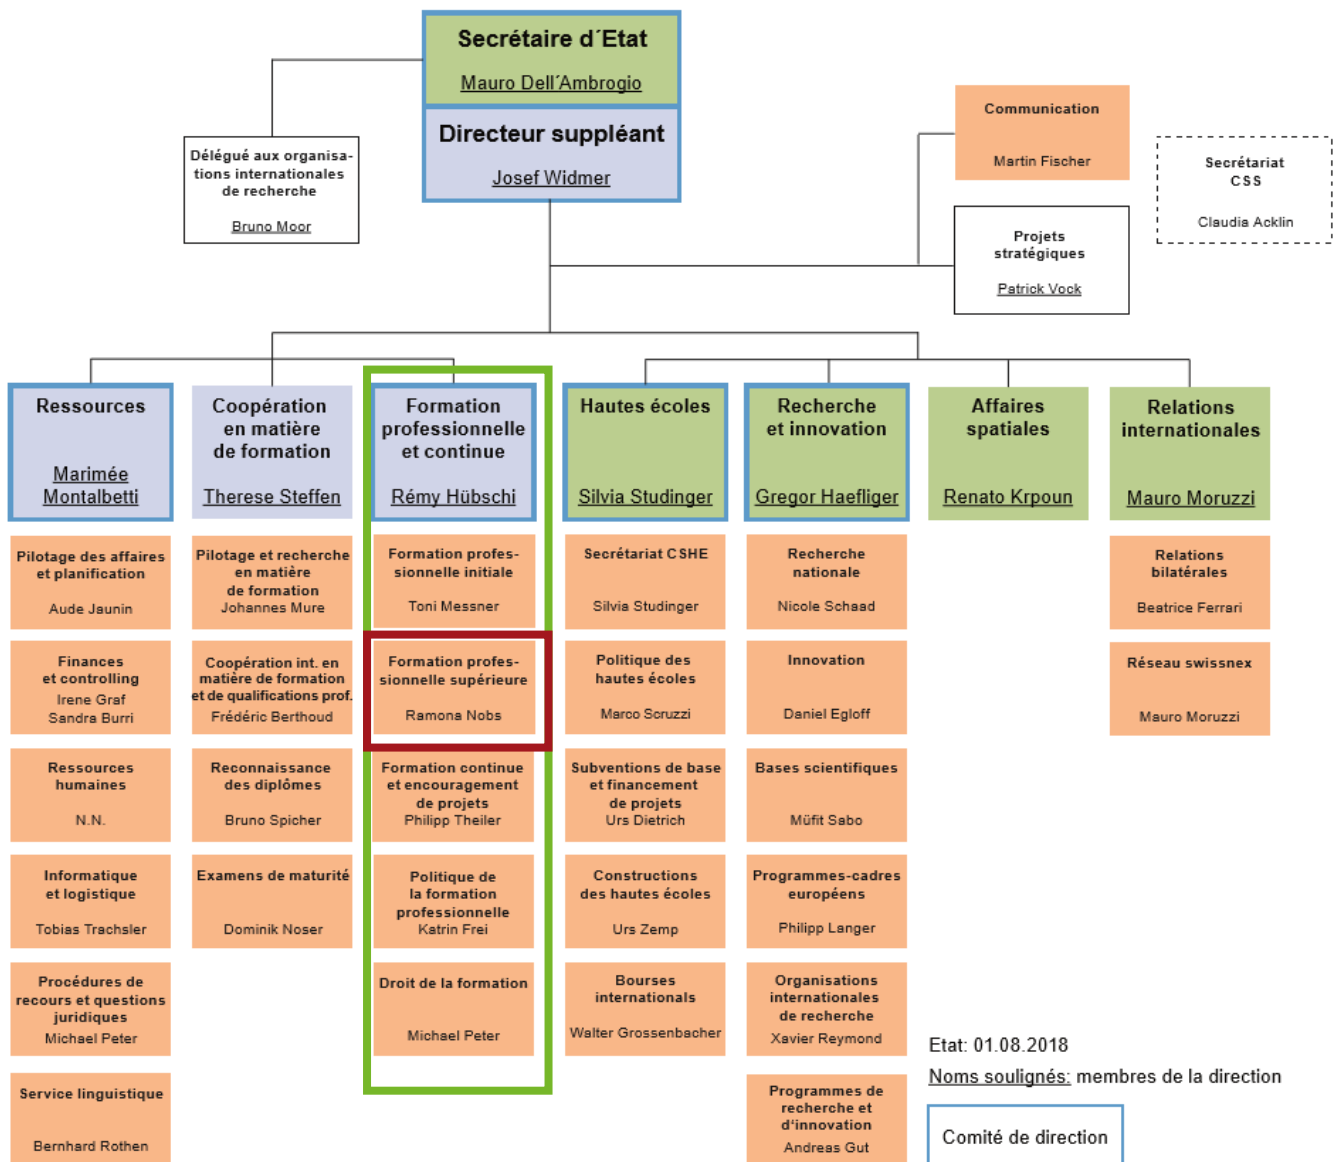 Secrétaire d´Etat
Mauro Dell´Ambrogio
Directeur suppléant
Josef Widmer
Délégué aux organisa-
tions internationales
de recherche
Bruno Moor
Communication
Martin Fischer
Secrétariat
CSS
Claudia Acklin
Projets
stratégiques
Patrick Vock
Ressources
Marimée
Montalbetti
Pilotage des affaires
et planification
Aude Jaunin
Finances
et controlling
Irene Graf
Sandra Burri
Ressources
humaines
N.N.
Informatique
et logistique
Tobias Trachsler
Procédures de
recours et questions
juridiques
Michael Peter
Service linguistique
Bernhard Rothen
Coopération
en matière
de formation
Therese Steffen
Pilotage et recherche
en matière
de formation
Johannes Mure
Coopération int. en
matière de formation
et de qualifications prof.
Frédéric Berthoud
Reconnaissance
des diplômes
Bruno Spicher
Examens de maturité
Dominik Noser
Formation
professionnelle
et continue
Rémy Hübschi
Formation profes-
sionnelle initiale
Toni Messner
Formation profes-
sionnelle supérieure
Ramona Nobs
Formation continue
et encouragement
de projets
Philipp Theiler
Politique de
la formation
professionnelle
Katrin Frei
Droit de la formation
Michael Peter
Hautes écoles
Silvia Studinger
Secrétariat CSHE
Silvia Studinger
Politique des
hautes écoles
Marco Scruzzi
Subventions de base
et financement
de projets
Urs Dietrich
Constructions
des hautes écoles
Urs Zemp
Bourses
internationals
Walter Grossenbacher
Recherche
et innovation
Gregor Haefliger
Recherche
nationale
Nicole Schaad
Innovation
Daniel Egloff
Bases scientifiques
Müfit Sabo
Programmes-cadres
européens
Philipp Langer
Organisations
internationales
de recherche
Xavier Reymond
Programmes de
recherche et
d'innovation
Andreas Gut
Affaires
spatiales
Renato Krpoun
Relations
internationales
Mauro Moruzzi
Relations
bilatérales
Beatrice Ferrari
Réseau swissnex
Mauro Moruzzi
Etat: 01.08.2018
Noms soulignés: membres de la direction
Comité de direction